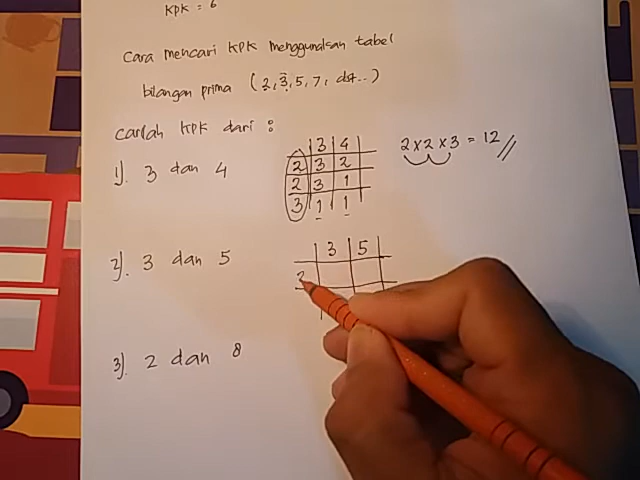 KPK = 6
Cara mencari KPK menggunakan tabel
bilangan prima (2, 3, 5, 7, dst..)
Carilah KPK dari :
1). 3 dan 4
3 4
2 3 2
2 3 1
3 1 1
2 x 2 x 3 = 12 //
2). 3 dan 5
3 5
3). 2 dan 8